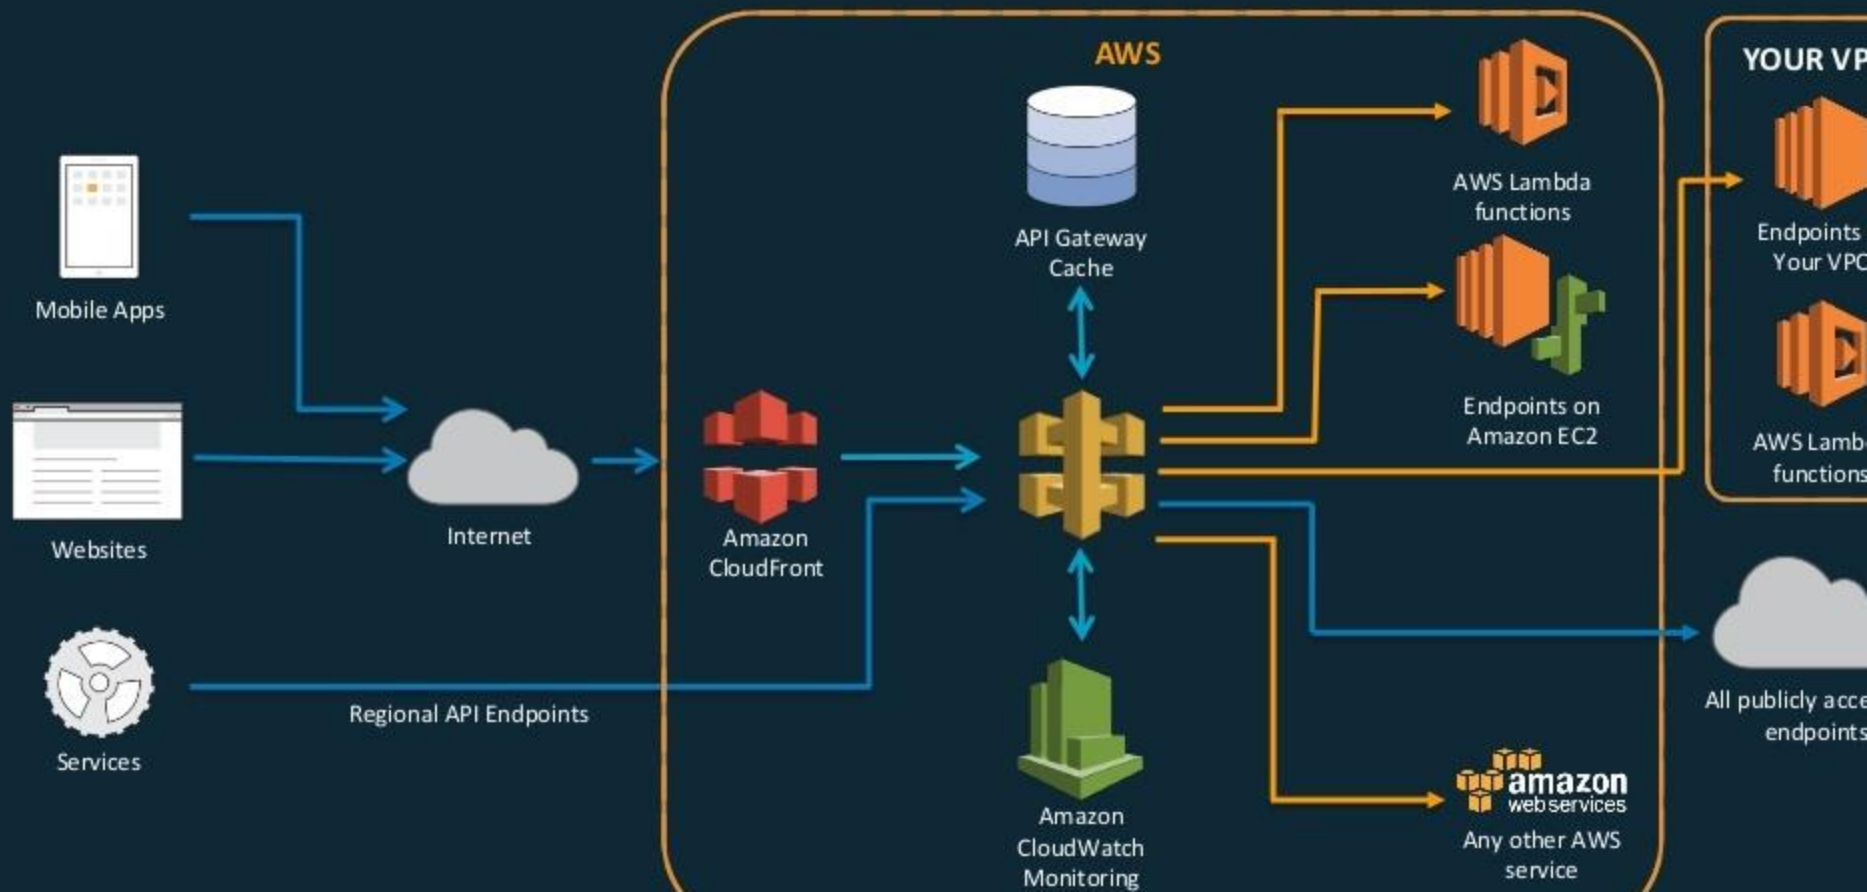 AWS
YOUR VP
Mobile Apps
Websites
Services
Internet
Regional API Endpoints
Amazon
CloudFront
API Gateway
Cache
Amazon
CloudWatch
Monitoring
AWS Lambda
functions
Endpoints on
Amazon EC2
amazon
webservices
Any other AWS
service
Endpoints
Your VPC
AWS Lamb
functions
All publicly acce
endpoints